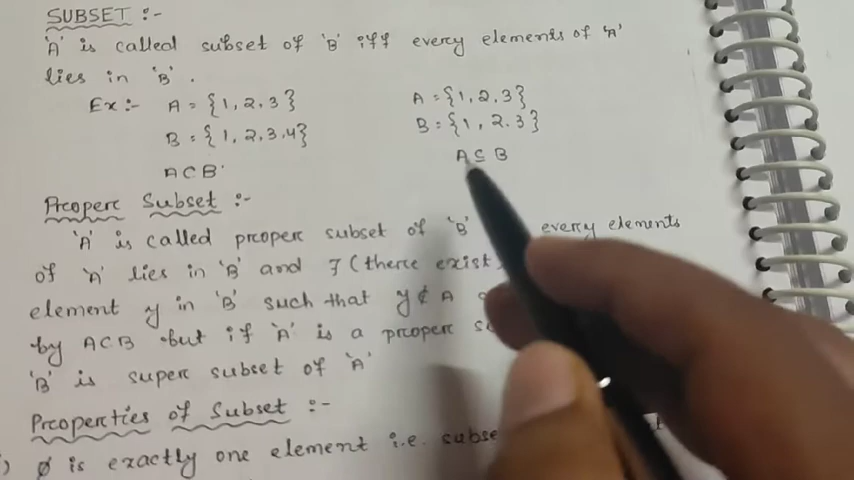 SUBSET :-
'A' is called subset of 'B' iff every elements of 'A'
lies in 'B'.
Ex:- A = {1, 2, 3} A = {1, 2, 3}
B = {1, 2, 3, 4} B = {1, 2, 3}
A ⊂ B A ⊆ B
Proper Subset :-
'A' is called proper subset of 'B' every elements
of 'A' lies in 'B' and ∃ (there exist)
element y in 'B' such that y ∉ A
by A ⊂ B but if 'A' is a proper
'B' is super subset of 'A'
Properties of Subset :-
) ∅ is exactly one element i.e.